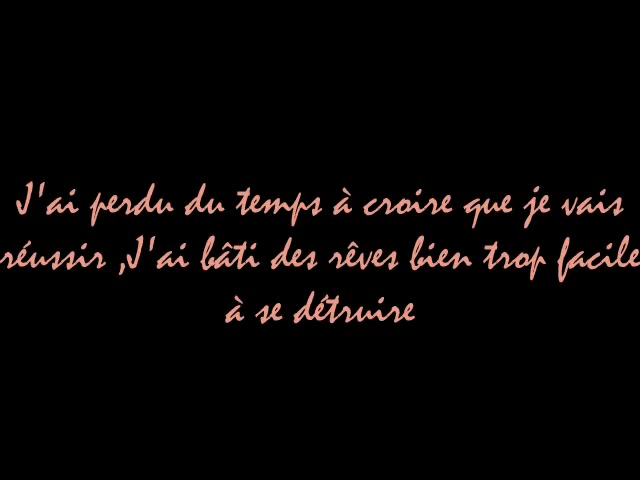 J'ai perdu du temps à croire que je vais
réussir ,J'ai bâti des rêves bien trop facile
à se détruire